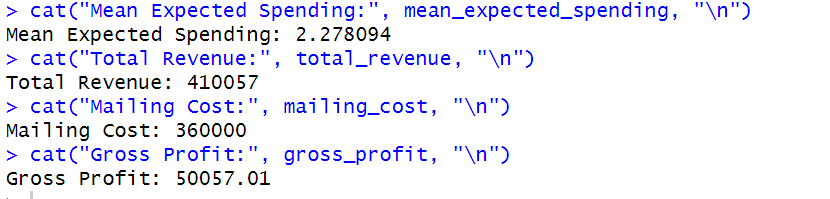 > cat("Mean Expected Spending:", mean_expected_spending, "\n")
Mean Expected Spending: 2.278094
> cat("Total Revenue:", total_revenue, "\n")
Total Revenue: 410057
> cat("Mailing Cost:", mailing_cost, "\n")
Mailing Cost: 360000
> cat("Gross Profit:", gross_profit, "\n")
Gross Profit: 50057.01